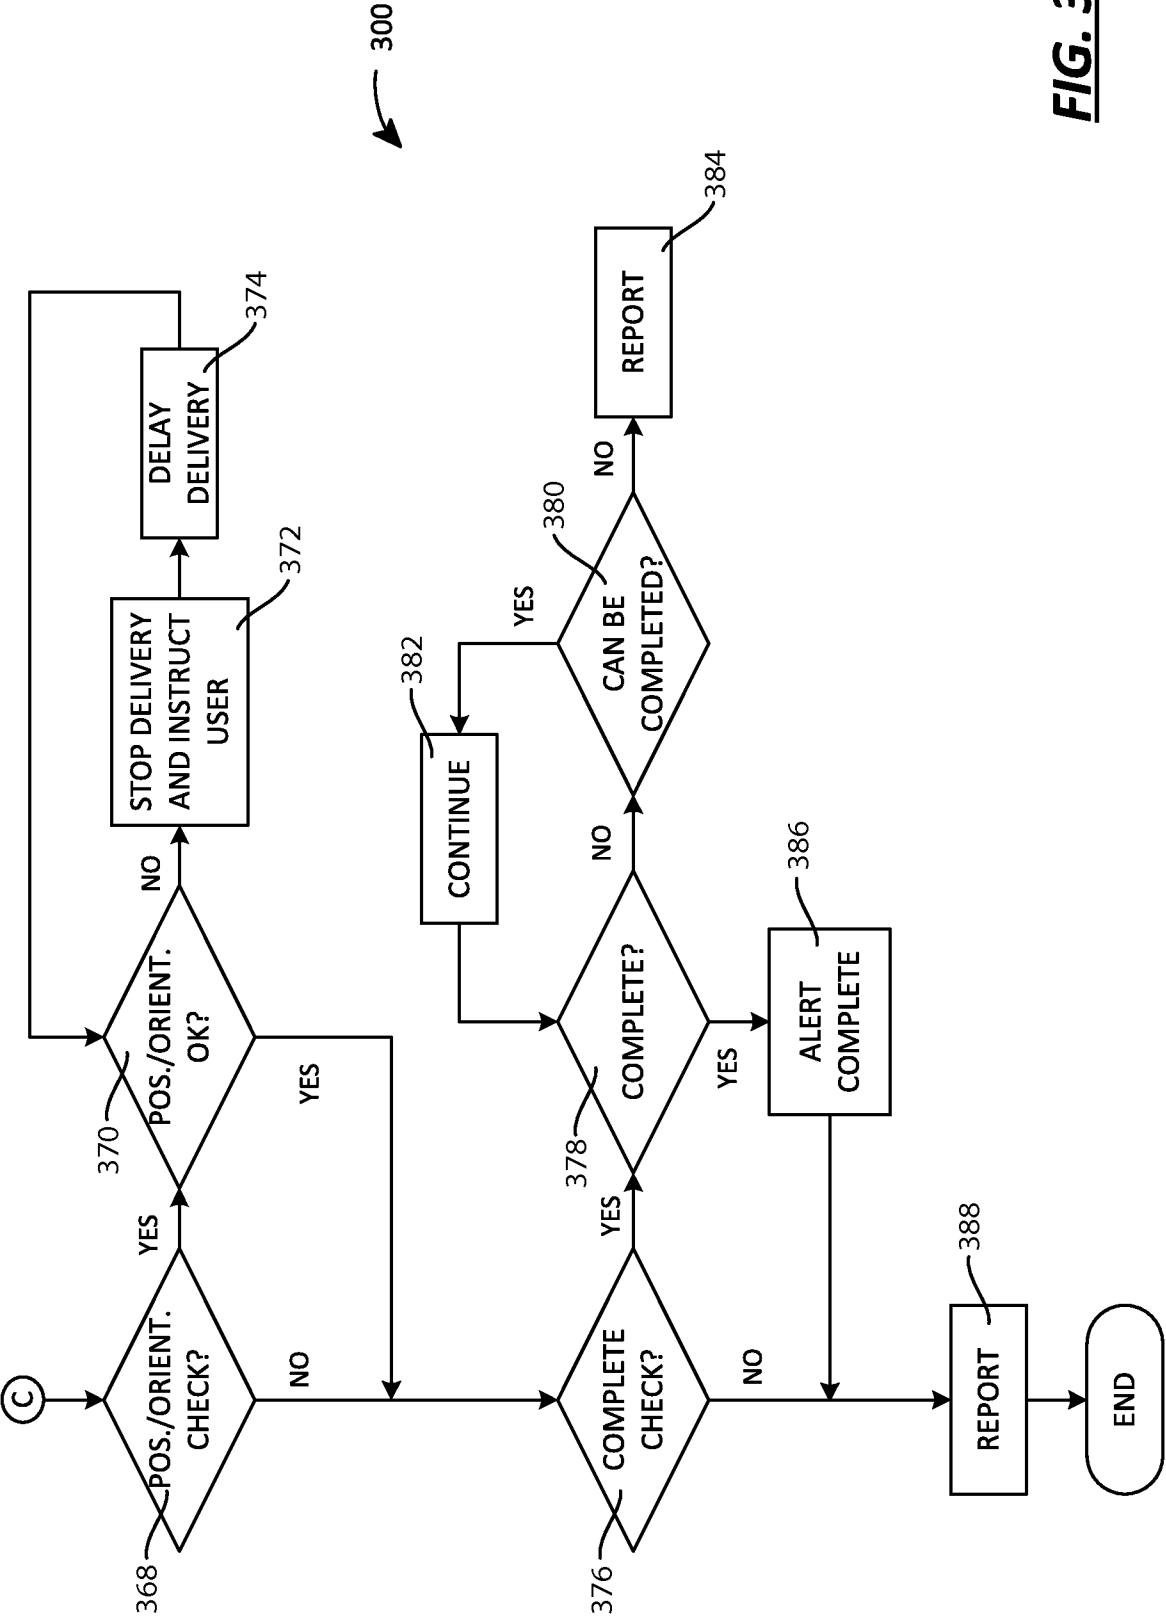 C
300
368
POS./ORIENT.
CHECK?
YES
NO
370
POS./ORIENT.
OK?
NO
YES
372
STOP DELIVERY
AND INSTRUCT
USER
374
DELAY
DELIVERY
376
COMPLETE
CHECK?
YES
NO
378
COMPLETE?
NO
YES
380
CAN BE
COMPLETED?
YES
NO
382
CONTINUE
384
REPORT
386
ALERT
COMPLETE
388
REPORT
END
FIG. 3